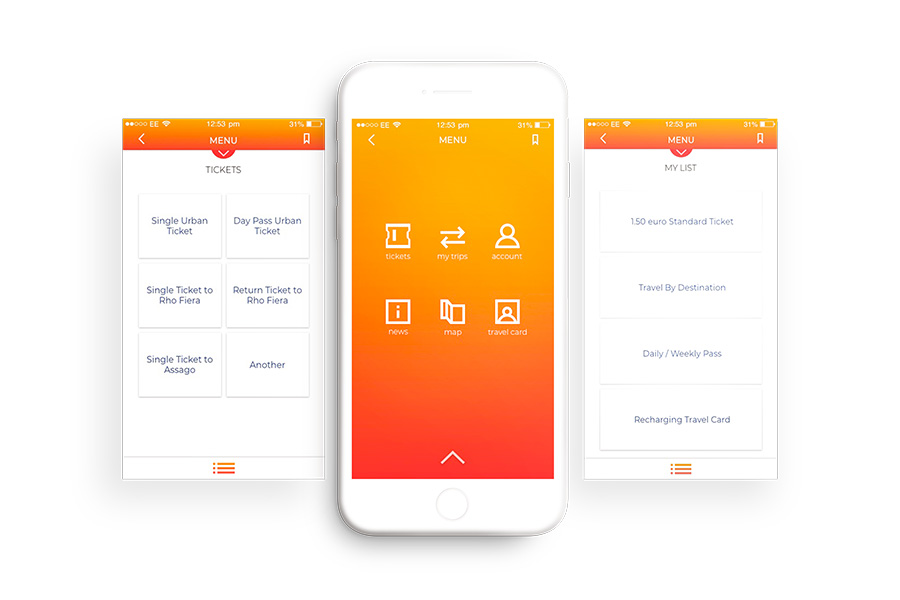 EE 12:53 pm 31%
MENU
TICKETS
Single Urban
Ticket
Day Pass Urban
Ticket
Single Ticket to
Rho Fiera
Return Ticket to
Rho Fiera
Single Ticket to
Assago
Another
EE 12:53 pm 31%
MENU
tickets
my trips
account
news
map
travel card
EE 12:53 pm 31%
MENU
MY LIST
1.50 euro Standard Ticket
Travel By Destination
Daily / Weekly Pass
Recharging Travel Card